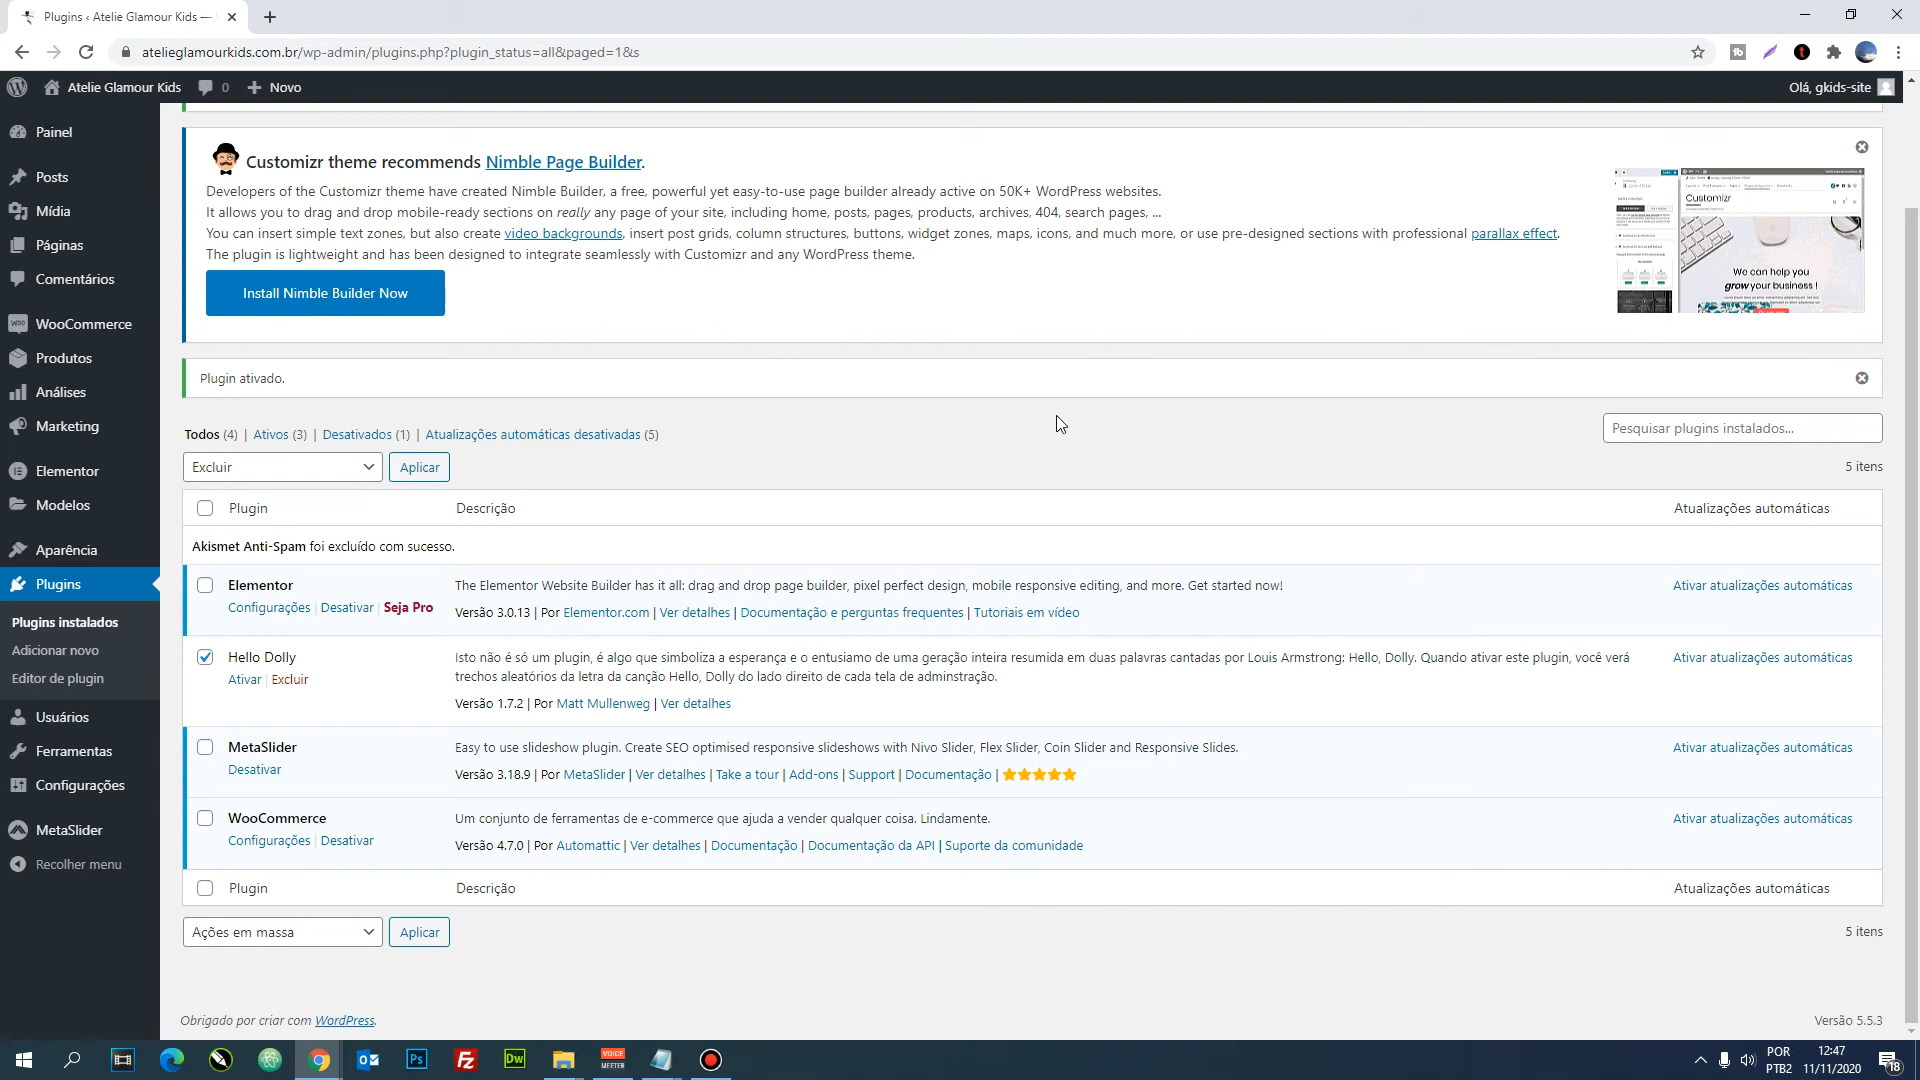 Plugins ‹ Atelie Glamour Kids —
atelieglamourkids.com.br/wp-admin/plugins.php?plugin_status=all&paged=1&s
Atelie Glamour Kids
0
Novo
Olá, gkids-site
Painel
Posts
Mídia
Páginas
Comentários
WooCommerce
Produtos
Análises
Marketing
Elementor
Modelos
Aparência
Plugins
Plugins instalados
Adicionar novo
Editor de plugin
Usuários
Ferramentas
Configurações
MetaSlider
Recolher menu
Customizr theme recommends Nimble Page Builder.
Developers of the Customizr theme have created Nimble Builder, a free, powerful yet easy-to-use page builder already active on 50K+ WordPress websites.
It allows you to drag and drop mobile-ready sections on really any page of your site, including home, posts, pages, products, archives, 404, search pages, ...
You can insert simple text zones, but also create video backgrounds, insert post grids, column structures, buttons, widget zones, maps, icons, and much more, or use pre-designed sections with professional parallax effect.
The plugin is lightweight and has been designed to integrate seamlessly with Customizr and any WordPress theme.
Install Nimble Builder Now
Customizr
We can help you
grow your business !
Plugin ativado.
Todos (4) | Ativos (3) | Desativados (1) | Atualizações automáticas desativadas (5)
Pesquisar plugins instalados...
Excluir
Aplicar
5 itens
Plugin
Descrição
Atualizações automáticas
Akismet Anti-Spam foi excluído com sucesso.
Elementor
Configurações | Desativar | Seja Pro
The Elementor Website Builder has it all: drag and drop page builder, pixel perfect design, mobile responsive editing, and more. Get started now!
Versão 3.0.13 | Por Elementor.com | Ver detalhes | Documentação e perguntas frequentes | Tutoriais em vídeo
Ativar atualizações automáticas
Hello Dolly
Ativar | Excluir
Isto não é só um plugin, é algo que simboliza a esperança e o entusiamo de uma geração inteira resumida em duas palavras cantadas por Louis Armstrong: Hello, Dolly. Quando ativar este plugin, você verá
trechos aleatórios da letra da canção Hello, Dolly do lado direito de cada tela de adminstração.
Versão 1.7.2 | Por Matt Mullenweg | Ver detalhes
Ativar atualizações automáticas
MetaSlider
Desativar
Easy to use slideshow plugin. Create SEO optimised responsive slideshows with Nivo Slider, Flex Slider, Coin Slider and Responsive Slides.
Versão 3.18.9 | Por MetaSlider | Ver detalhes | Take a tour | Add-ons | Support | Documentação |
Ativar atualizações automáticas
WooCommerce
Configurações | Desativar
Um conjunto de ferramentas de e-commerce que ajuda a vender qualquer coisa. Lindamente.
Versão 4.7.0 | Por Automattic | Ver detalhes | Documentação | Documentação da API | Suporte da comunidade
Ativar atualizações automáticas
Plugin
Descrição
Atualizações automáticas
Ações em massa
Aplicar
5 itens
Obrigado por criar com WordPress.
Versão 5.5.3
Ps
Fz
Dw
VOICE
MEETER
POR
PTB2
12:47
11/11/2020
18